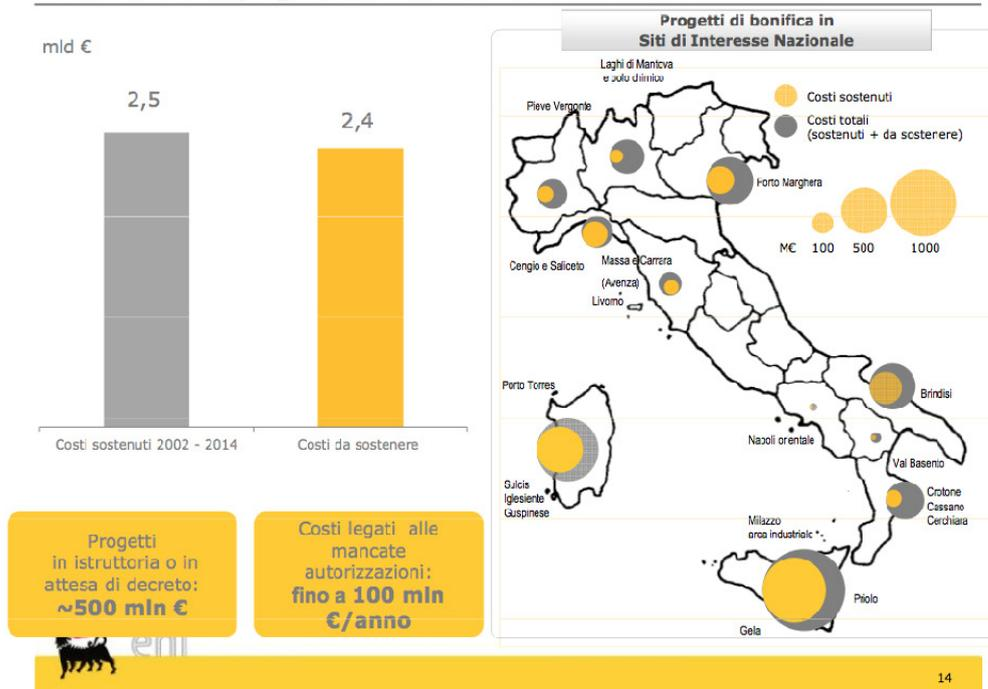 Progetti di bonifica in
Siti di Interesse Nazionale
mld €
2,5
2,4
Costi sostenuti 2002 - 2014
Costi da sostenere
Progetti
in istruttoria o in
attesa di decreto:
~500 mln €
Costi legati alle
mancate
autorizzazioni:
fino a 100 mln
€/anno
Laghi di Mantova
e polo chimico
Pieve Vergonte
Costi sostenuti
Costi totali
(sostenuti + da sostenere)
Porto Marghera
M€ 100 500 1000
Cengio e Saliceto
Massa e Carrara
(Avenza)
Livorno
Porto Torres
Brindisi
Napoli orientale
Val Basento
Sulcis
Iglesiente
Guspinese
Crotone
Cassano
Cerchiara
Milazzo
area industriale
Priolo
Gela
eni
14